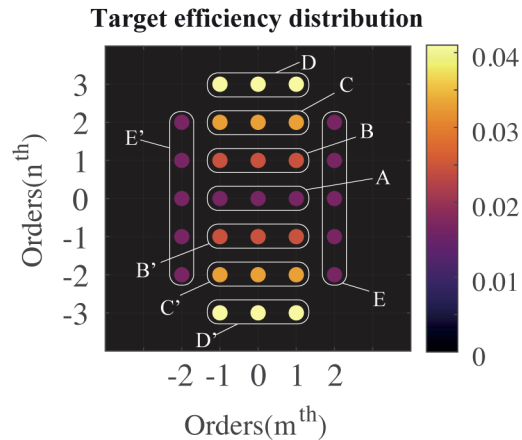 Target efficiency distribution
D
C
B
A
E'
B'
C'
D'
E
3
2
1
0
-1
-2
-3
Orders(n^th)
-2 -1 0 1 2
Orders(m^th)
0.04
0.03
0.02
0.01
0